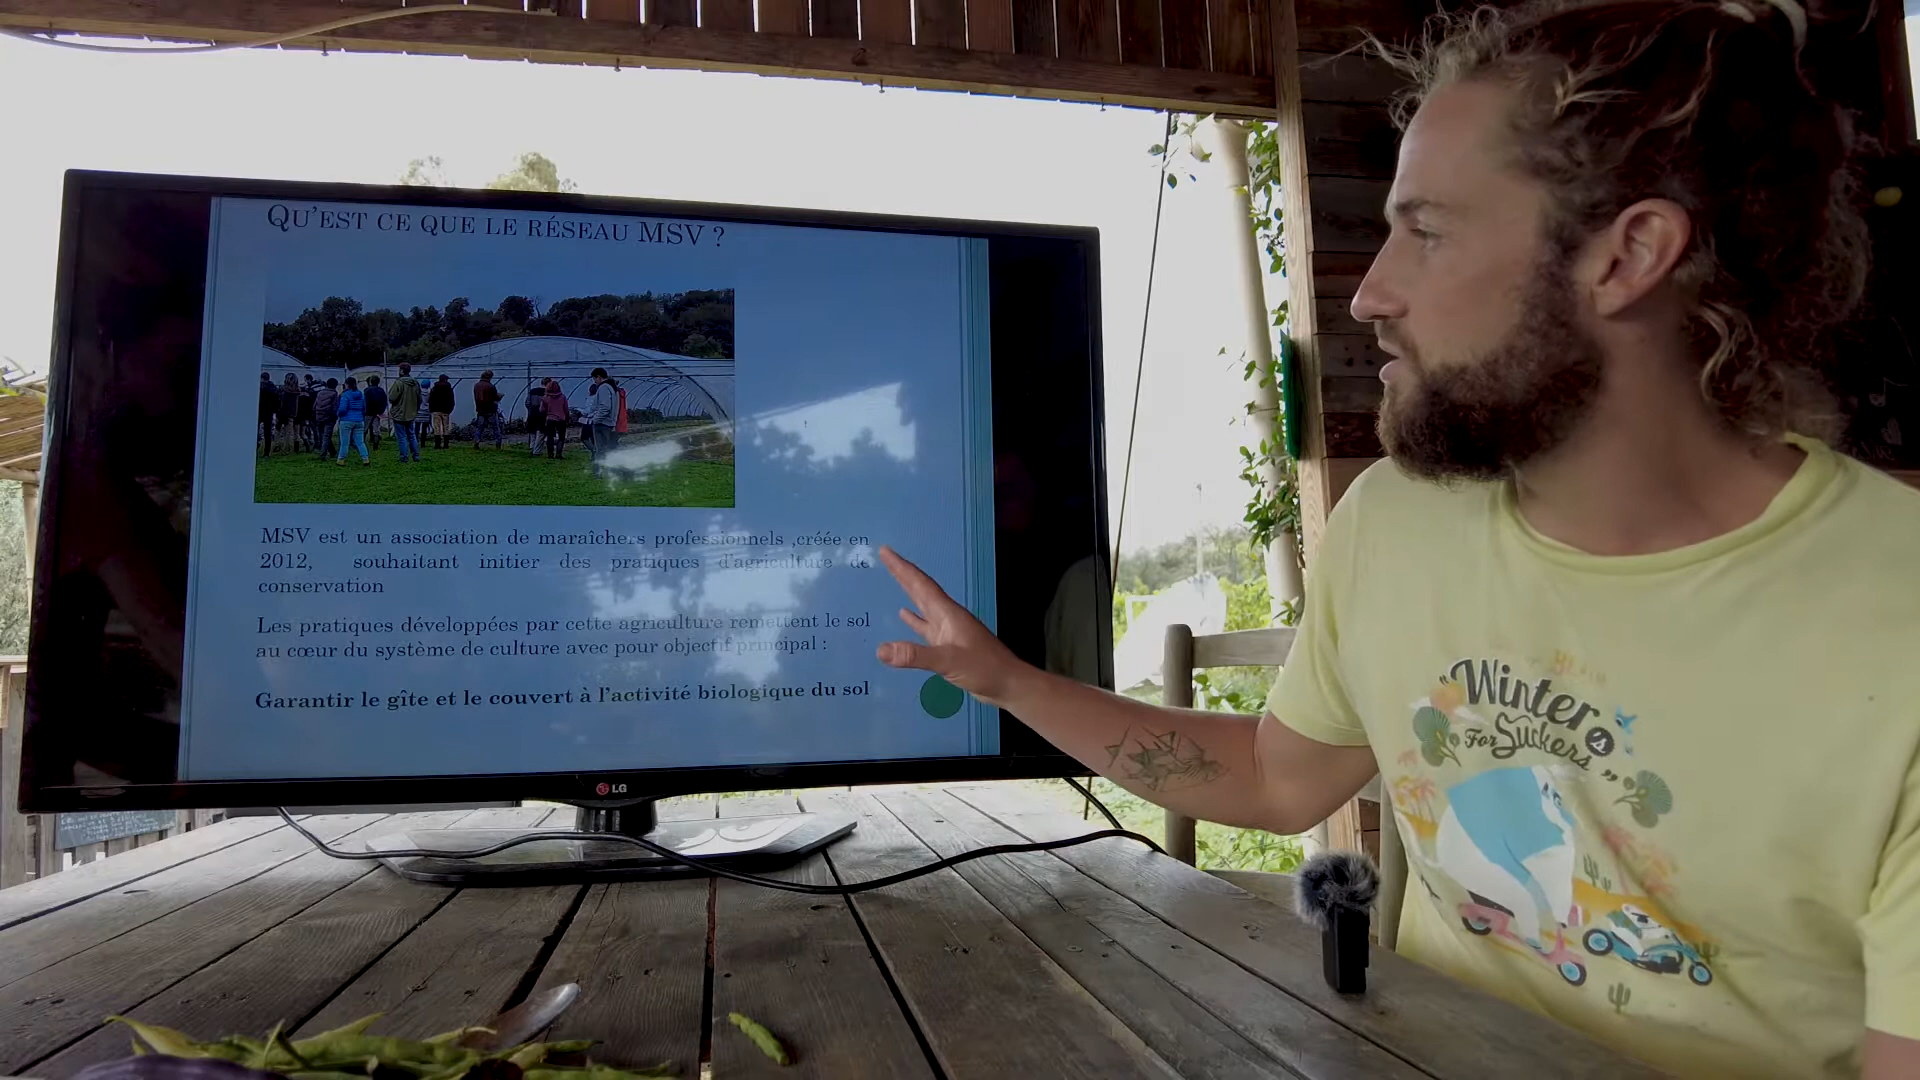 QU'EST CE QUE LE RÉSEAU MSV ?
MSV est un association de maraîchers professionnels ,créée en
2012, souhaitant initier des pratiques d'agriculture de
conservation
Les pratiques développées par cette agriculture remettent le sol
au cœur du système de culture avec pour objectif principal :
Garantir le gîte et le couvert à l'activité biologique du sol
LG
"Winter
For Suckers"